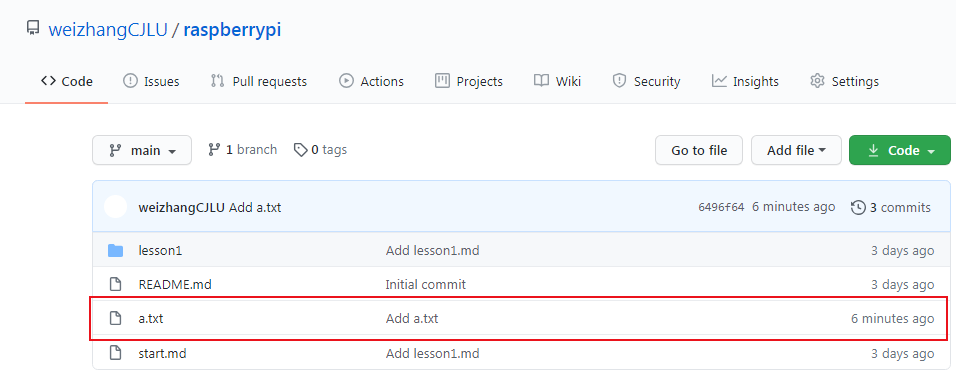 weizhangCJLU / raspberrypi
Code Issues Pull requests Actions Projects Wiki Security Insights Settings
main 1 branch 0 tags Go to file Add file Code
weizhangCJLU Add a.txt 6496f64 6 minutes ago 3 commits
lesson1 Add lesson1.md 3 days ago
README.md Initial commit 3 days ago
a.txt Add a.txt 6 minutes ago
start.md Add lesson1.md 3 days ago